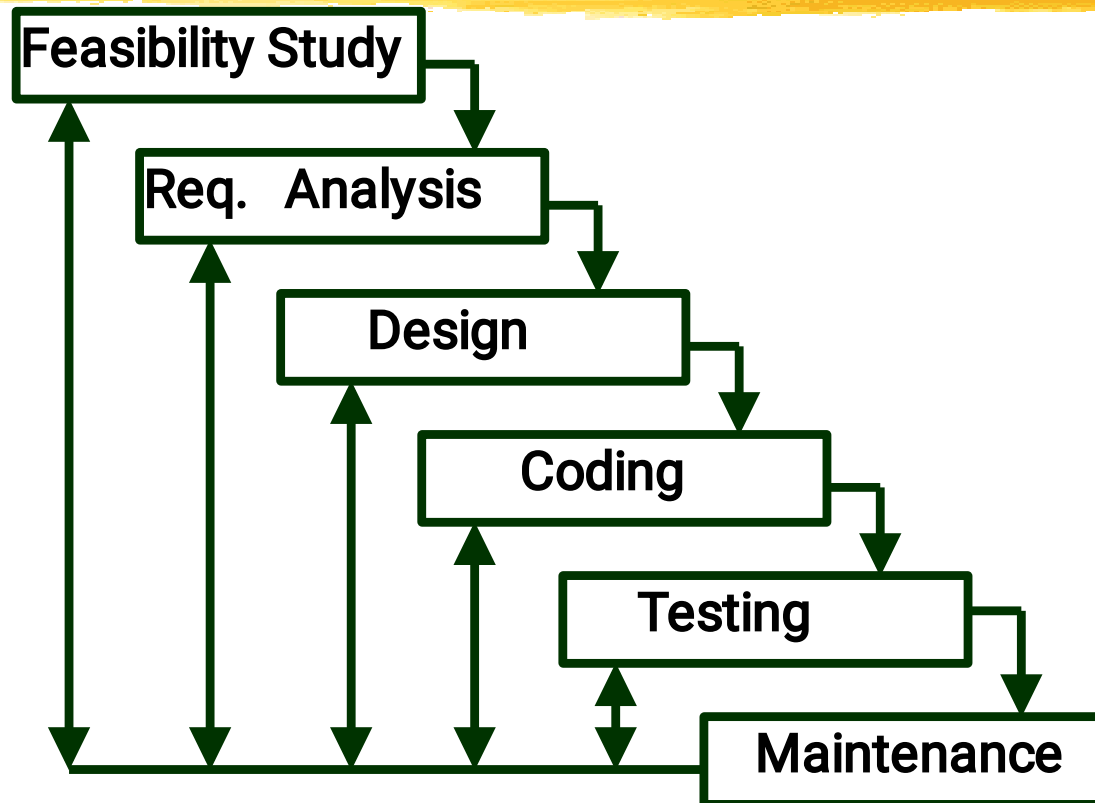 Feasibility Study
Req. Analysis
Design
Coding
Testing
Maintenance